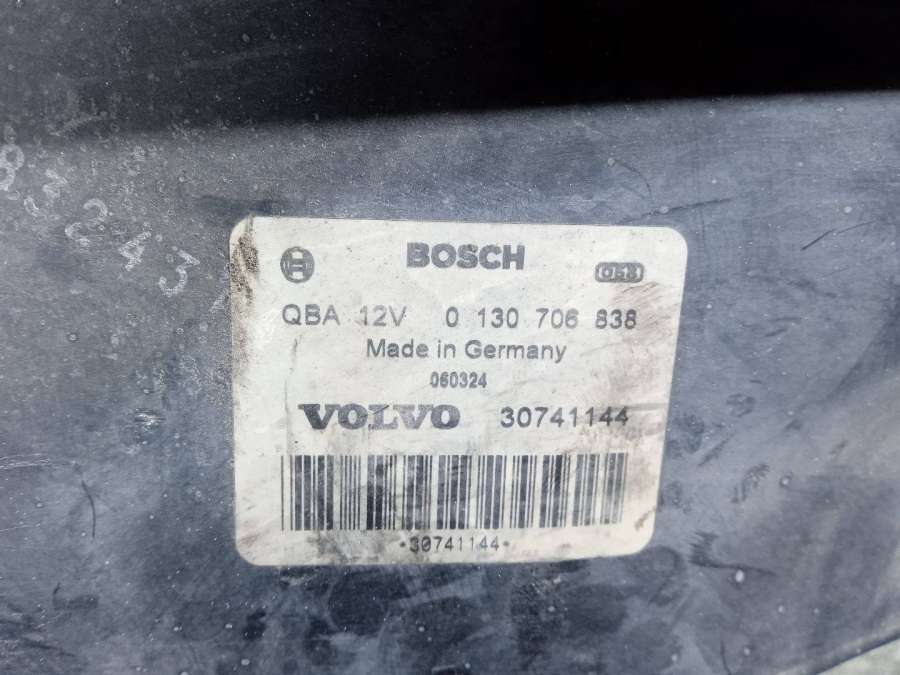 BOSCH
QBA 12V 0 130 706 838
Made in Germany
060324
VOLVO 30741144
*30741144*